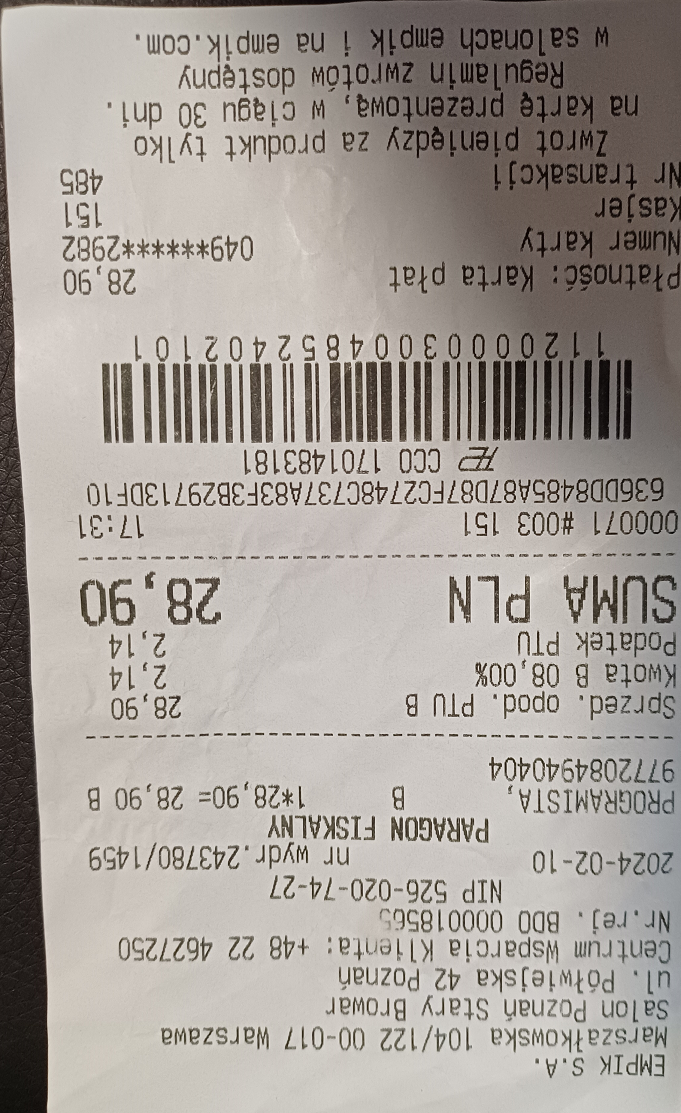 EMPIK S.A.
Marszałkowska 104/122 00-017 Warszawa
Salon Poznań Stary Browar
ul. Półwiejska 42 Poznań
Centrum Wsparcia Klienta: +48 22 4627250
Nr.rej. BDO 000018565
NIP 526-020-74-27
2024-02-10 nr wydr.243780/1459
PARAGON FISKALNY
PROGRAMISTA, B 1*28,90= 28,90 B
9772084940404
Sprzed. opod. PTU B 28,90
Kwota B 08,00% 2,14
Podatek PTU 2,14
SUMA PLN 28,90
000071 #003 151 17:31
636DD8485A87D87FC2748C737A83F3B29713DF10
CCO 1701483181
11200003004852402101
Płatność: Karta płat 28,90
Numer karty 049*******2982
Kasjer 151
Nr transakcji 485
Zwrot pieniędzy za produkt tylko
na kartę prezentową, w ciągu 30 dni.
Regulamin zwrotów dostępny
w salonach empik i na empik.com.